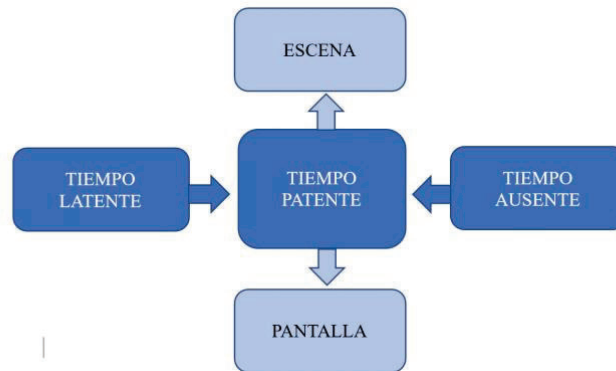 ESCENA
TIEMPO
LATENTE
TIEMPO
PATENTE
TIEMPO
AUSENTE
PANTALLA